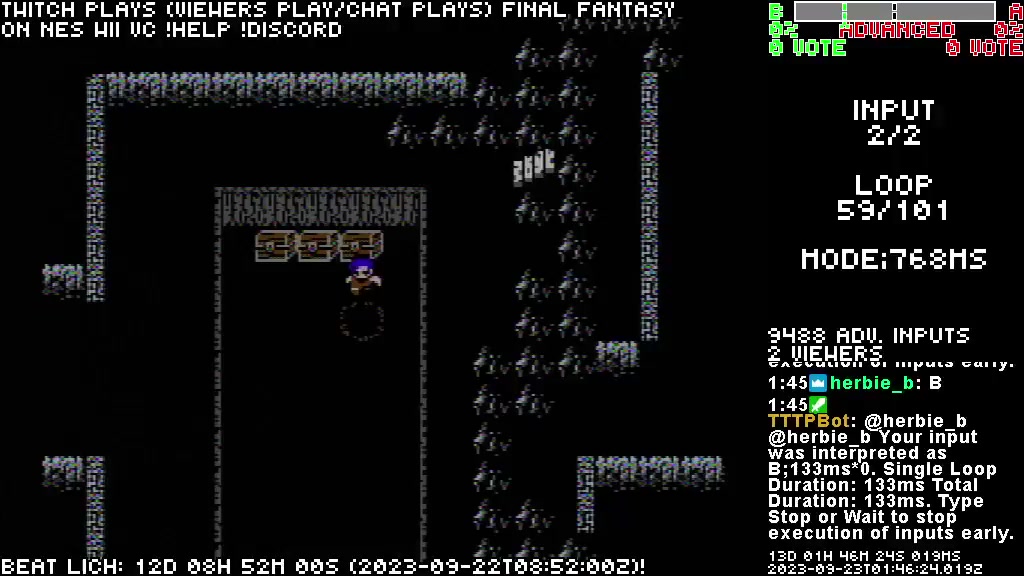 TWITCH PLAYS (VIEWERS PLAY/CHAT PLAYS) FINAL FANTASY
ON NES WII VC !HELP !DISCORD
B A
0% ADVANCED 0%
0 VOTE 0 VOTE
INPUT
2/2
LOOP
59/101
MODE:768MS
9488 ADV. INPUTS
2 VIEWERS
execution of inputs early.
1:45 herbie_b: B
1:45
TTTPBot: @herbie_b
@herbie_b Your input
was interpreted as
B;133ms*0. Single Loop
Duration: 133ms Total
Duration: 133ms. Type
Stop or Wait to stop
execution of inputs early.
13D 01H 46M 24S 019MS
2023-09-23T01:46:24.019Z
BEAT LICH: 12D 08H 52M 00S (2023-09-22T08:52:00Z)!